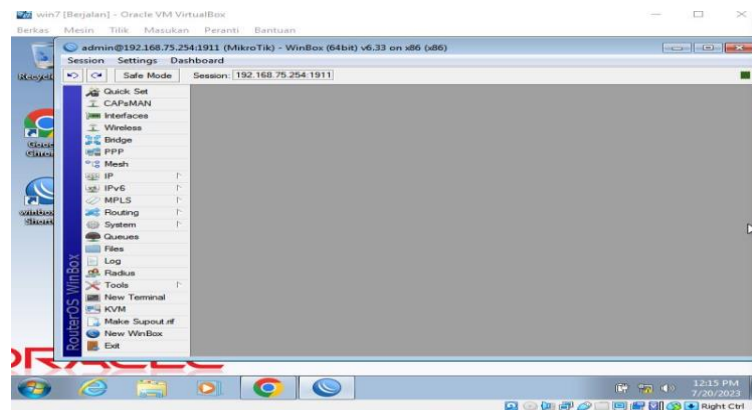 win7 [Berjalan] - Oracle VM VirtualBox
Berkas Mesin Tilik Masukan Peranti Bantuan
admin@192.168.75.254:1911 (MikroTik) - WinBox (64bit) v6.33 on x86 (x86)
Session Settings Dashboard
Safe Mode Session: 192.168.75.254:1911
Quick Set
CAPsMAN
Interfaces
Wireless
Bridge
PPP
Mesh
IP
IPv6
MPLS
Routing
System
Queues
Files
Log
Radius
Tools
New Terminal
KVM
Make Supout.rif
New WinBox
Exit
RouterOS WinBox
12:15 PM
7/20/2023
Right Ctrl